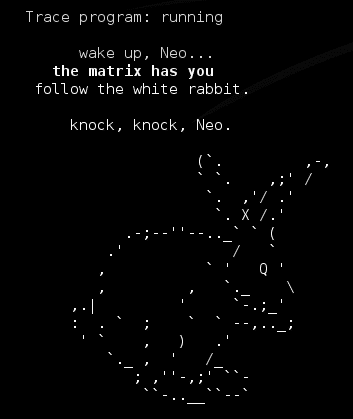 Trace program: running
wake up, Neo...
the matrix has you
follow the white rabbit.
knock, knock, Neo.